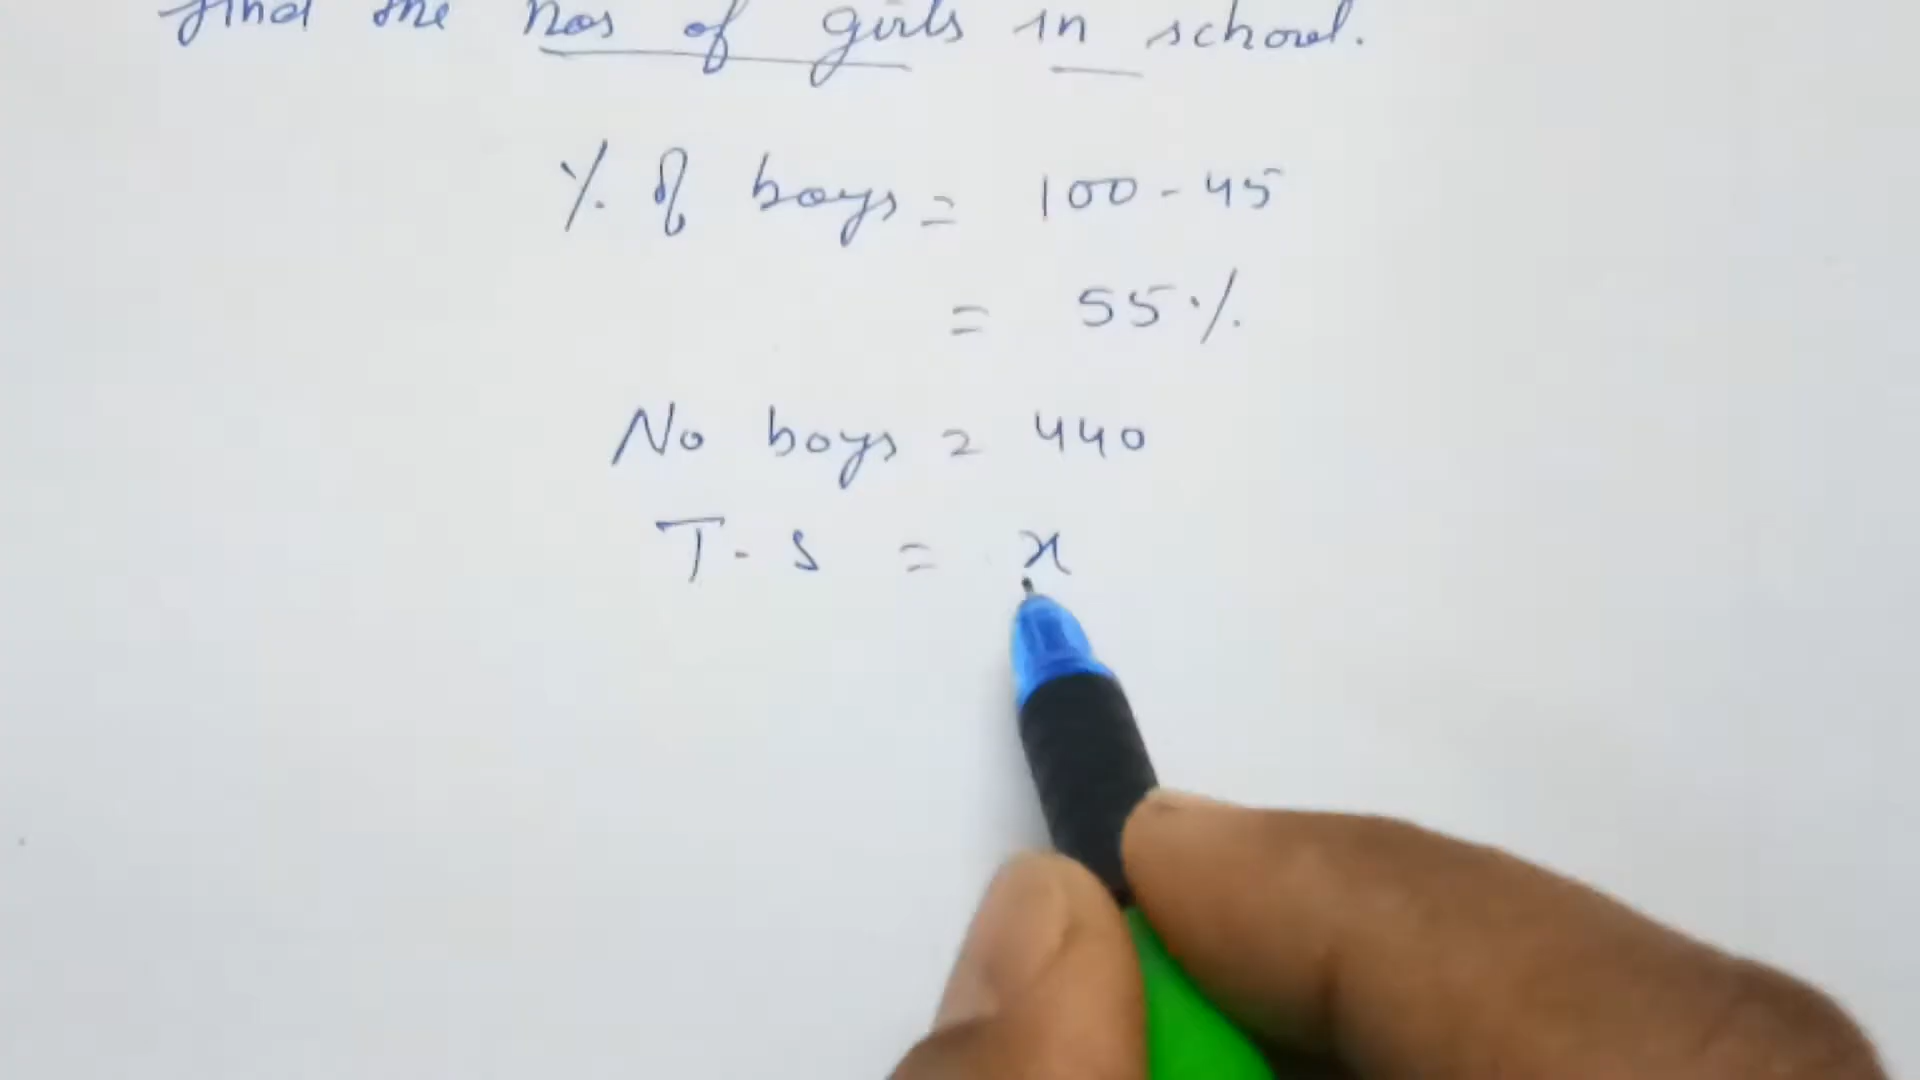 find the nos of girls in school.
% of boys = 100 - 45
= 55%
No boys = 440
T. S = x